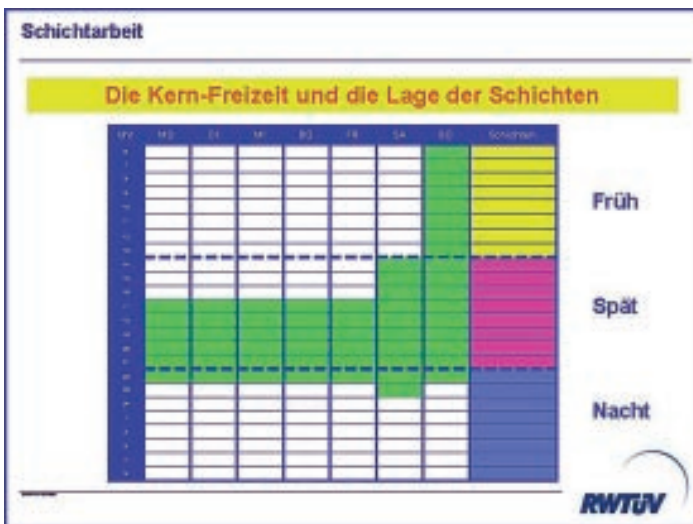 Schichtarbeit
Die Kern-Freizeit und die Lage der Schichten
MO DI MI DO FR SA SO Schichten
Früh
Spät
Nacht
RWTÜV